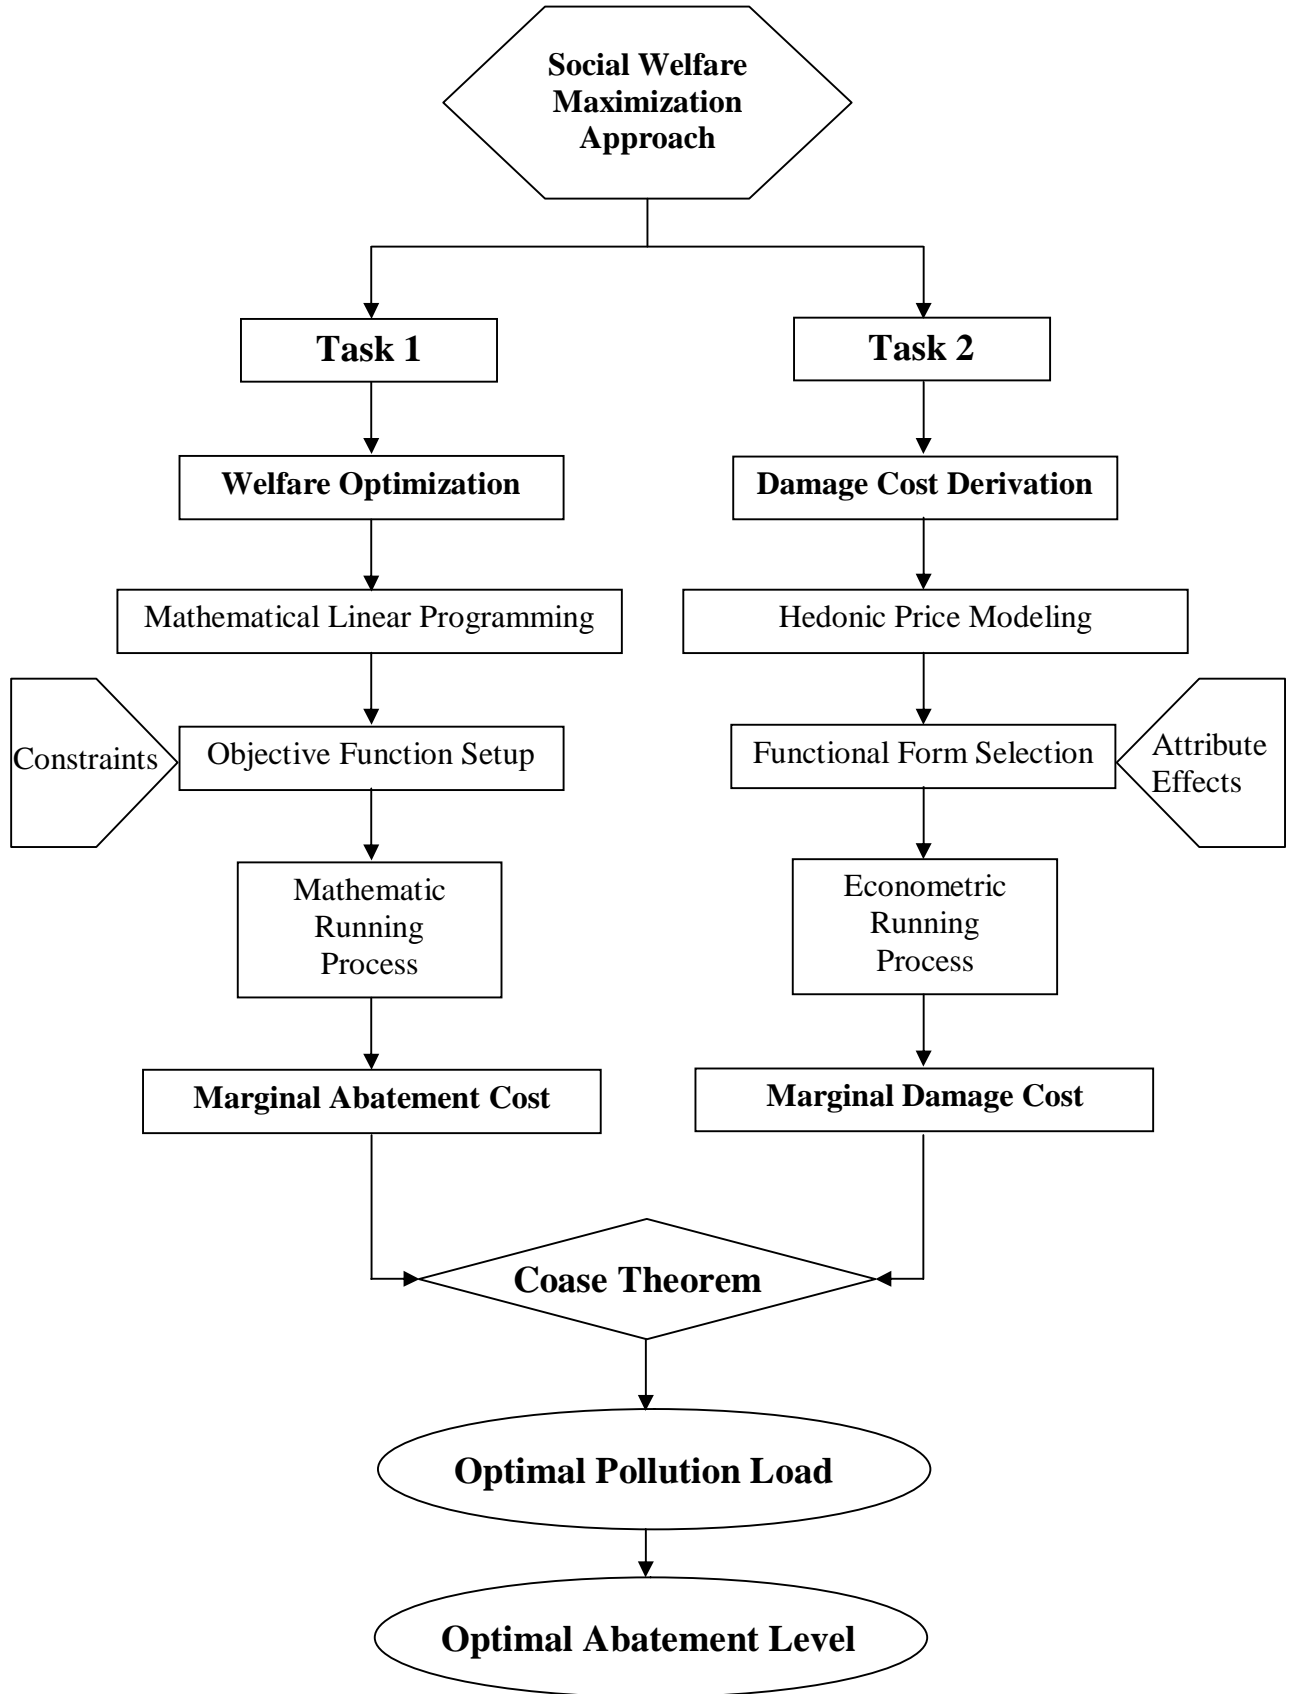 Social Welfare
Maximization
Approach
Task 1
Task 2
Welfare Optimization
Damage Cost Derivation
Mathematical Linear Programming
Hedonic Price Modeling
Constraints
Objective Function Setup
Functional Form Selection
Attribute
Effects
Mathematic
Running
Process
Econometric
Running
Process
Marginal Abatement Cost
Marginal Damage Cost
Coase Theorem
Optimal Pollution Load
Optimal Abatement Level